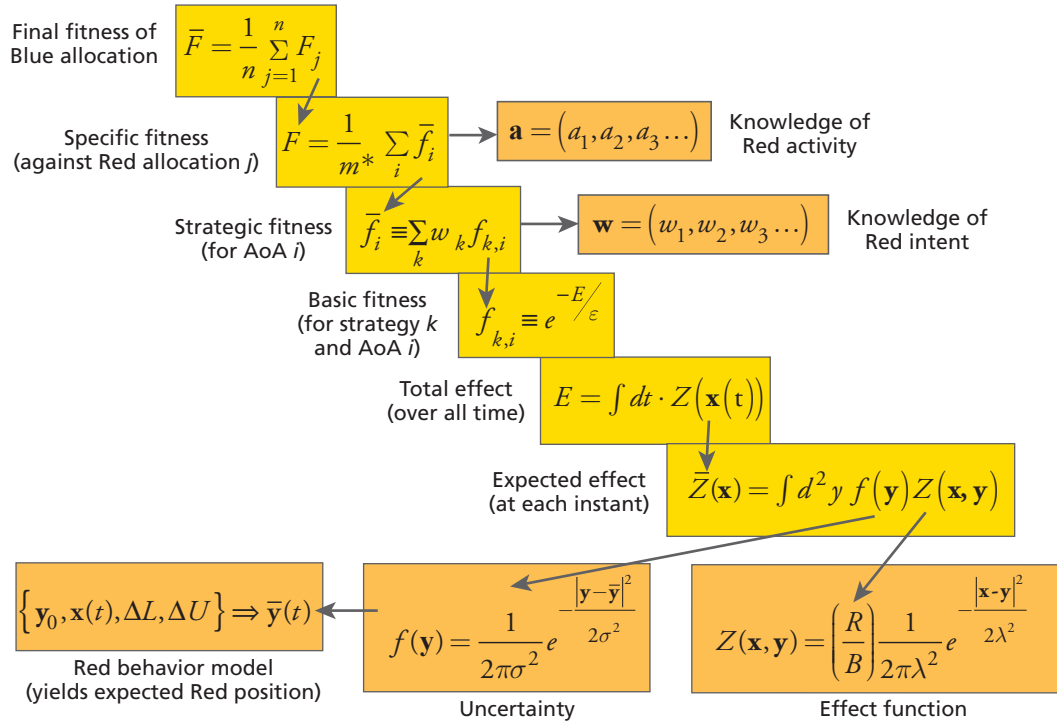 Final fitness of
Blue allocation
F̅ = 1/n ∑_{j=1}^{n} F_j
Specific fitness
(against Red allocation j)
F = 1/m* ∑_i f̅_i
a = (a_1, a_2, a_3 ...)
Knowledge of
Red activity
Strategic fitness
(for AoA i)
f̅_i ≡ ∑_k w_k f_{k,i}
w = (w_1, w_2, w_3 ...)
Knowledge of
Red intent
Basic fitness
(for strategy k
and AoA i)
f_{k,i} ≡ e^{-E/ε}
Total effect
(over all time)
E = ∫ dt · Z(x(t))
Expected effect
(at each instant)
Z̅(x) = ∫ d²y f(y) Z(x, y)
{y_0, x(t), ΔL, ΔU} ⇒ y̅(t)
Red behavior model
(yields expected Red position)
f(y) = 1/(2πσ²) e^{-|y-y̅|²/(2σ²)}
Uncertainty
Z(x, y) = (R/B) 1/(2πλ²) e^{-|x-y|²/(2λ²)}
Effect function